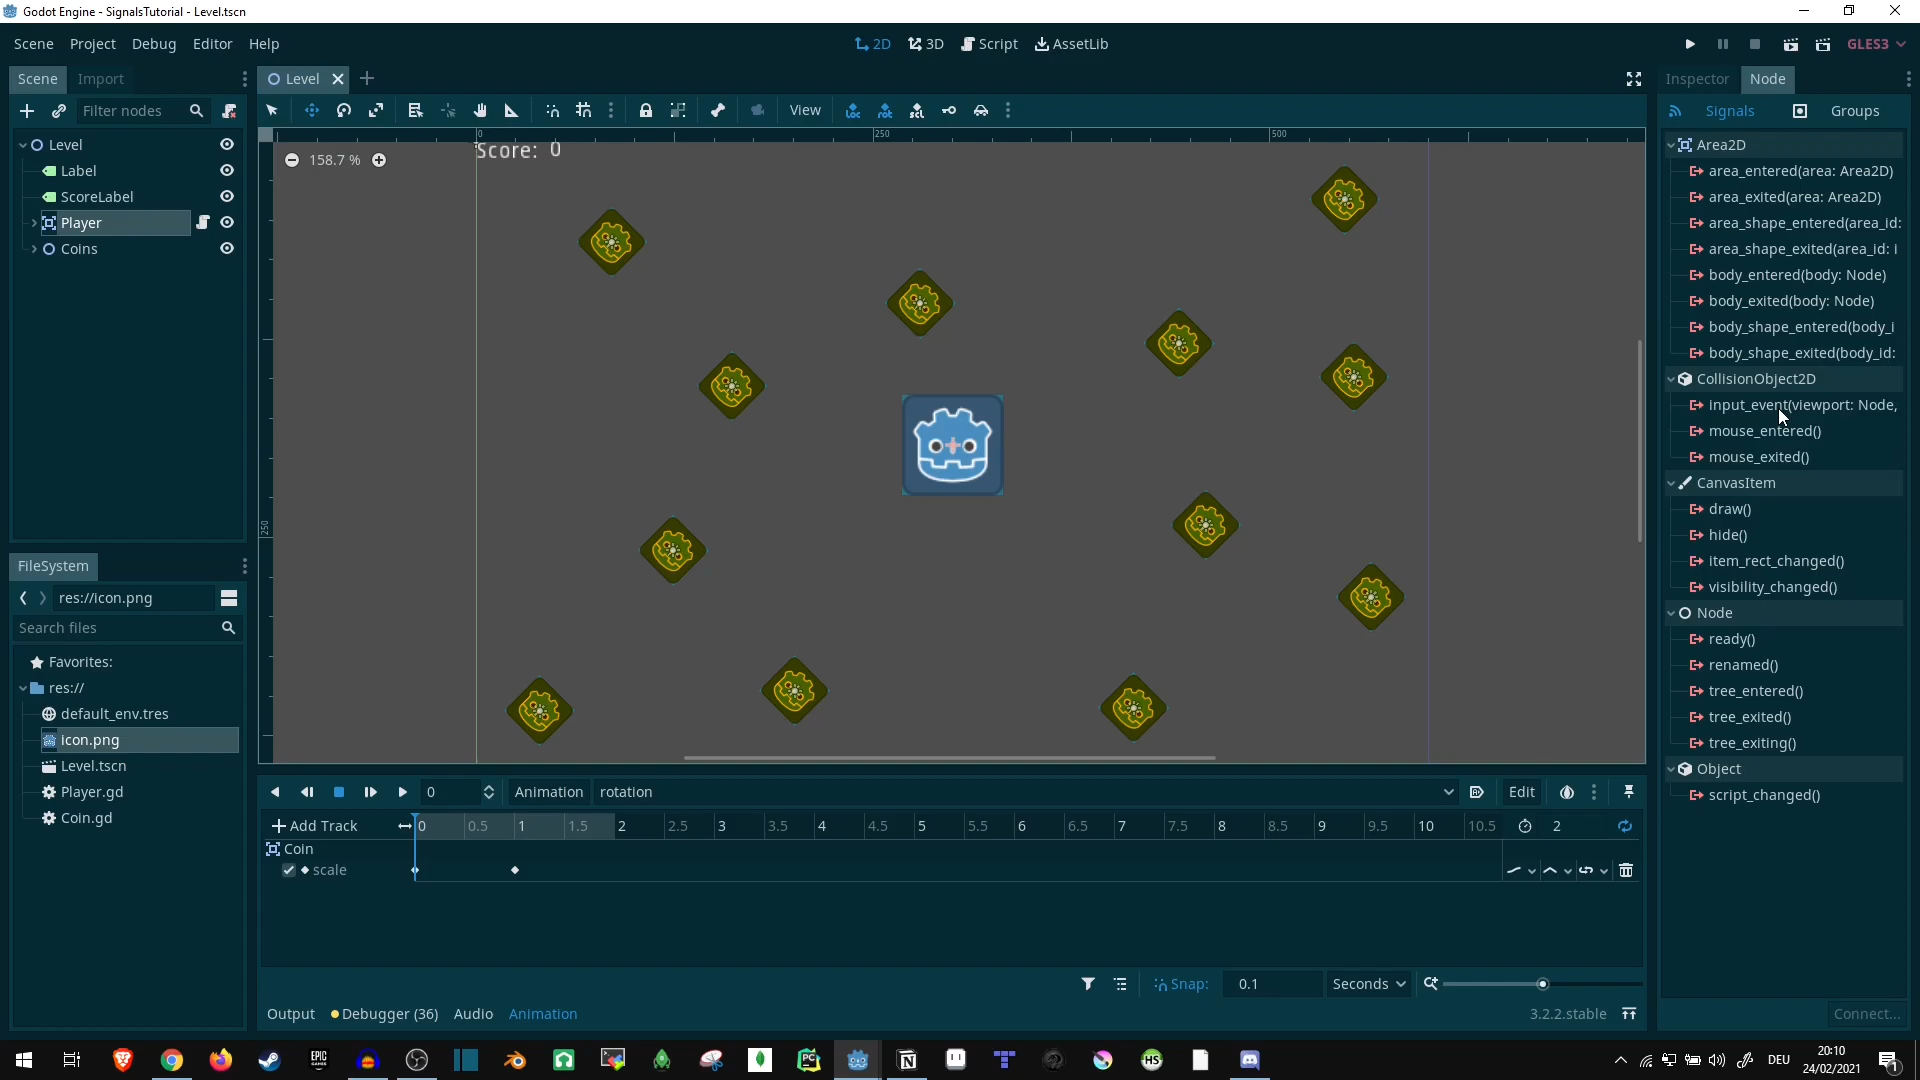 Godot Engine - SignalsTutorial - Level.tscn
Scene Project Debug Editor Help
2D 3D Script AssetLib
GLES3
Scene Import
Level
Inspector Node
Filter nodes
View
Signals Groups
Level
Label
ScoreLabel
Player
Coins
0 250 500
158.7 %
Score: 0
250
Area2D
area_entered(area: Area2D)
area_exited(area: Area2D)
area_shape_entered(area_id:
area_shape_exited(area_id: i
body_entered(body: Node)
body_exited(body: Node)
body_shape_entered(body_i
body_shape_exited(body_id:
CollisionObject2D
input_event(viewport: Node,
mouse_entered()
mouse_exited()
CanvasItem
draw()
hide()
item_rect_changed()
visibility_changed()
Node
ready()
renamed()
tree_entered()
tree_exited()
tree_exiting()
Object
script_changed()
FileSystem
res://icon.png
Search files
Favorites:
res://
default_env.tres
icon.png
Level.tscn
Player.gd
Coin.gd
0 Animation rotation Edit
Add Track 0 0.5 1 1.5 2 2.5 3 3.5 4 4.5 5 5.5 6 6.5 7 7.5 8 8.5 9 9.5 10 10.5 2
Coin
scale
Snap: 0.1 Seconds
Output Debugger (36) Audio Animation 3.2.2.stable
Connect...
EPIC GAMES
PC
HS
DEU
20:10
24/02/2021
1